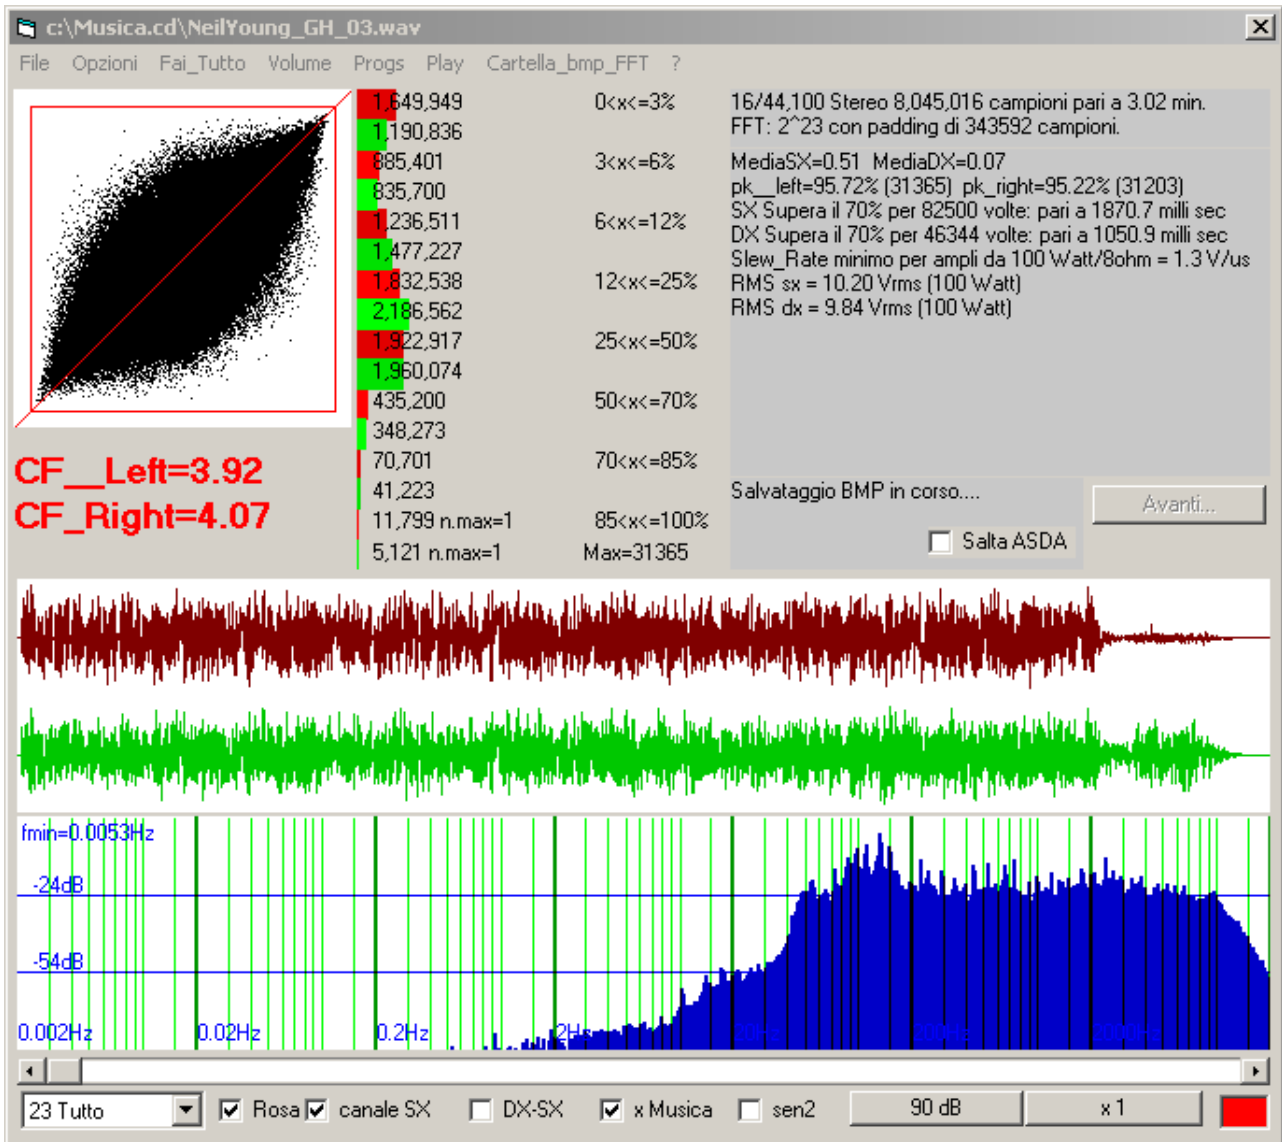 c:\Musica.cd\NeilYoung_GH_03.wav
File Opzioni Fai_Tutto Volume Progs Play Cartella_bmp_FFT ?
1,649,949 0<x<=3%
1,190,836
885,401 3<x<=6%
835,700
1,236,511 6<x<=12%
1,477,227
1,832,538 12<x<=25%
2,186,562
1,922,917 25<x<=50%
1,960,074
435,200 50<x<=70%
348,273
70,701 70<x<=85%
41,223
11,799 n.max=1 85<x<=100%
5,121 n.max=1 Max=31365
16/44,100 Stereo 8,045,016 campioni pari a 3.02 min.
FFT: 2^23 con padding di 343592 campioni.
MediaSX=0.51 MediaDX=0.07
pk__left=95.72% (31365) pk_right=95.22% (31203)
SX Supera il 70% per 82500 volte: pari a 1870.7 milli sec
DX Supera il 70% per 46344 volte: pari a 1050.9 milli sec
Slew_Rate minimo per ampli da 100 Watt/8ohm = 1.3 V/us
RMS sx = 10.20 Vrms (100 Watt)
RMS dx = 9.84 Vrms (100 Watt)
CF__Left=3.92
CF_Right=4.07
Salvataggio BMP in corso....
Avanti...
Salta ASDA
fmin=0.0053Hz
-24dB
-54dB
0.002Hz 0.02Hz 0.2Hz 2Hz 20Hz 200Hz 2000Hz
23 Tutto Rosa canale SX DX-SX x Musica sen2 90 dB x 1